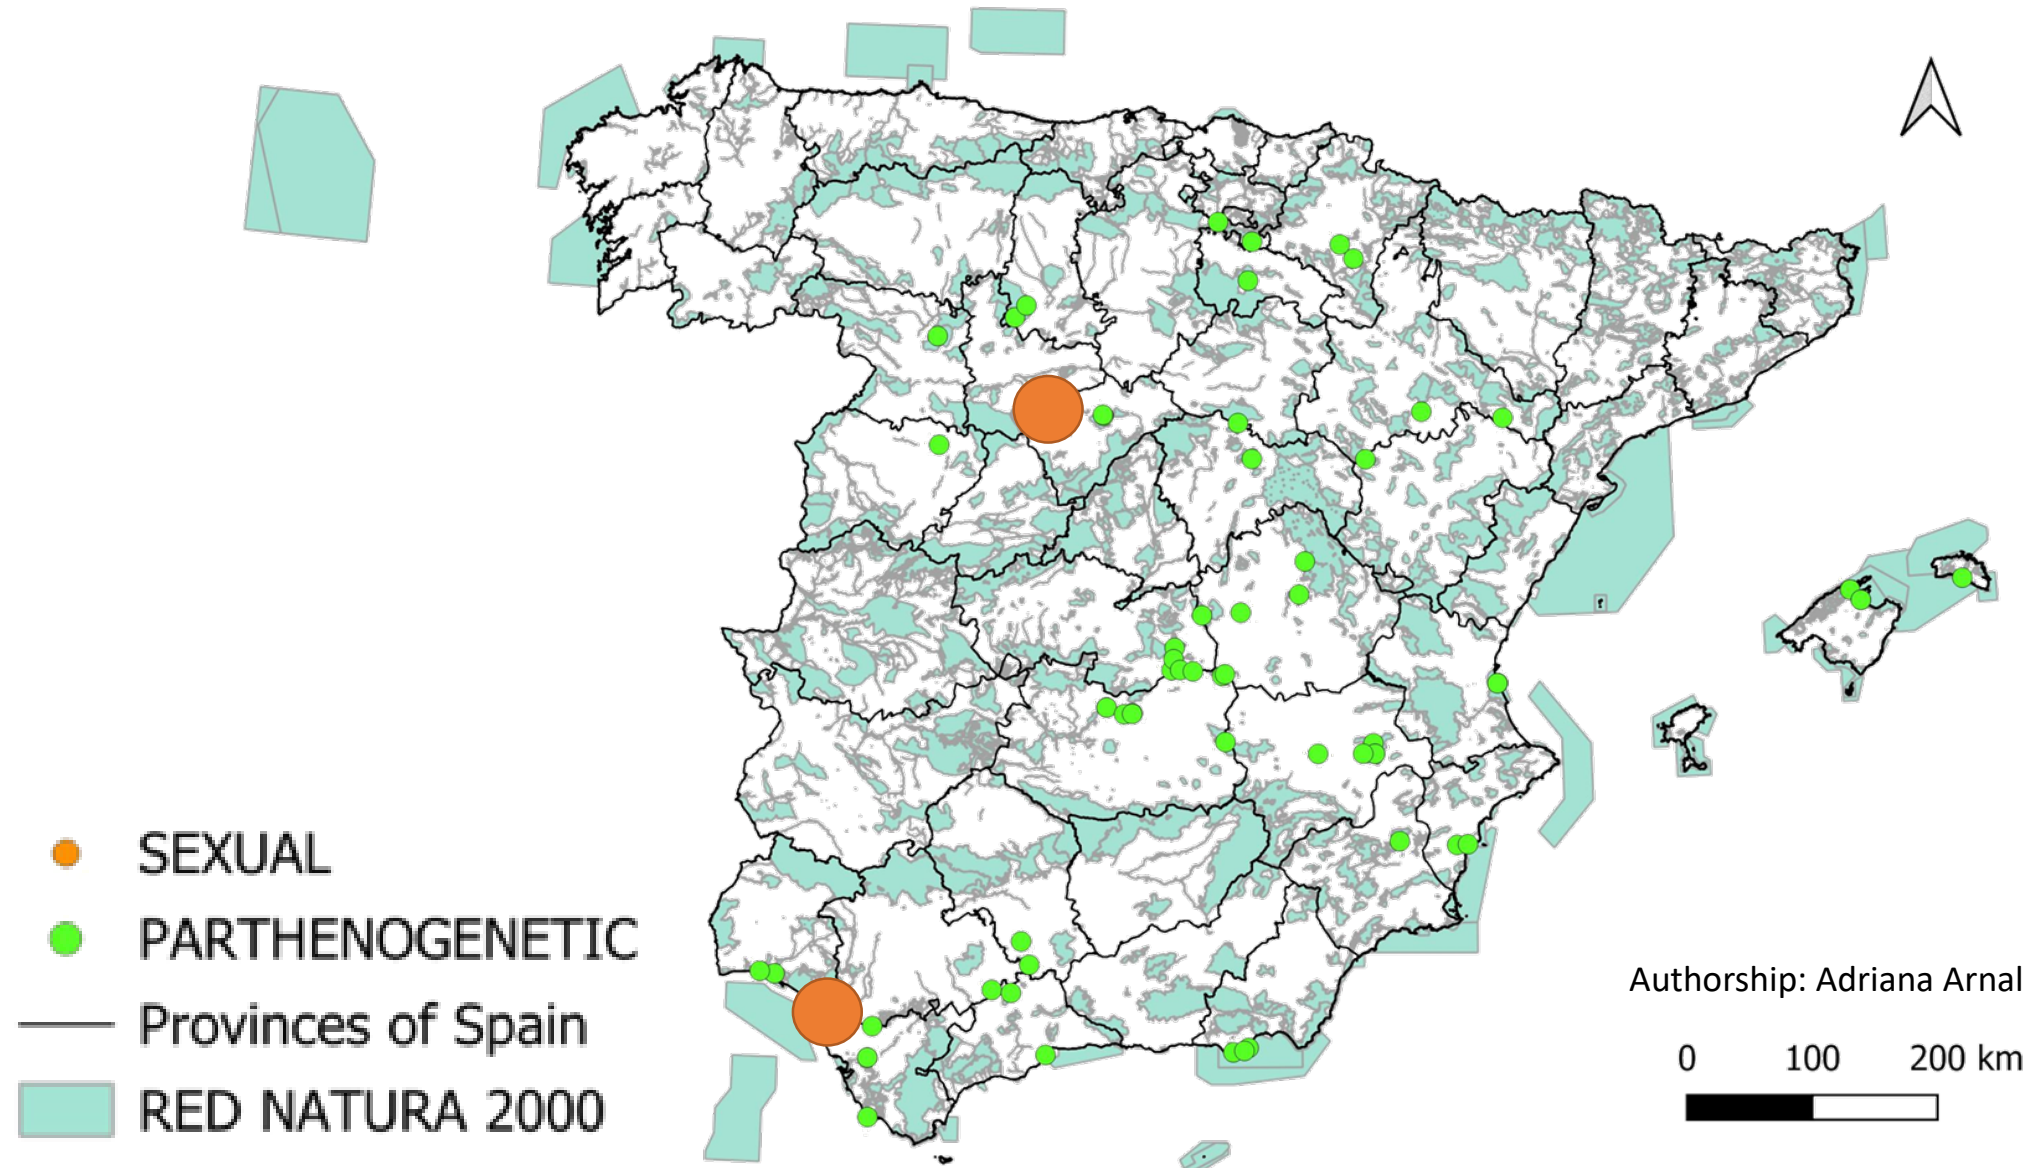 SEXUAL
PARTHENOGENETIC
Provinces of Spain
RED NATURA 2000
Authorship: Adriana Arnal
0 100 200 km